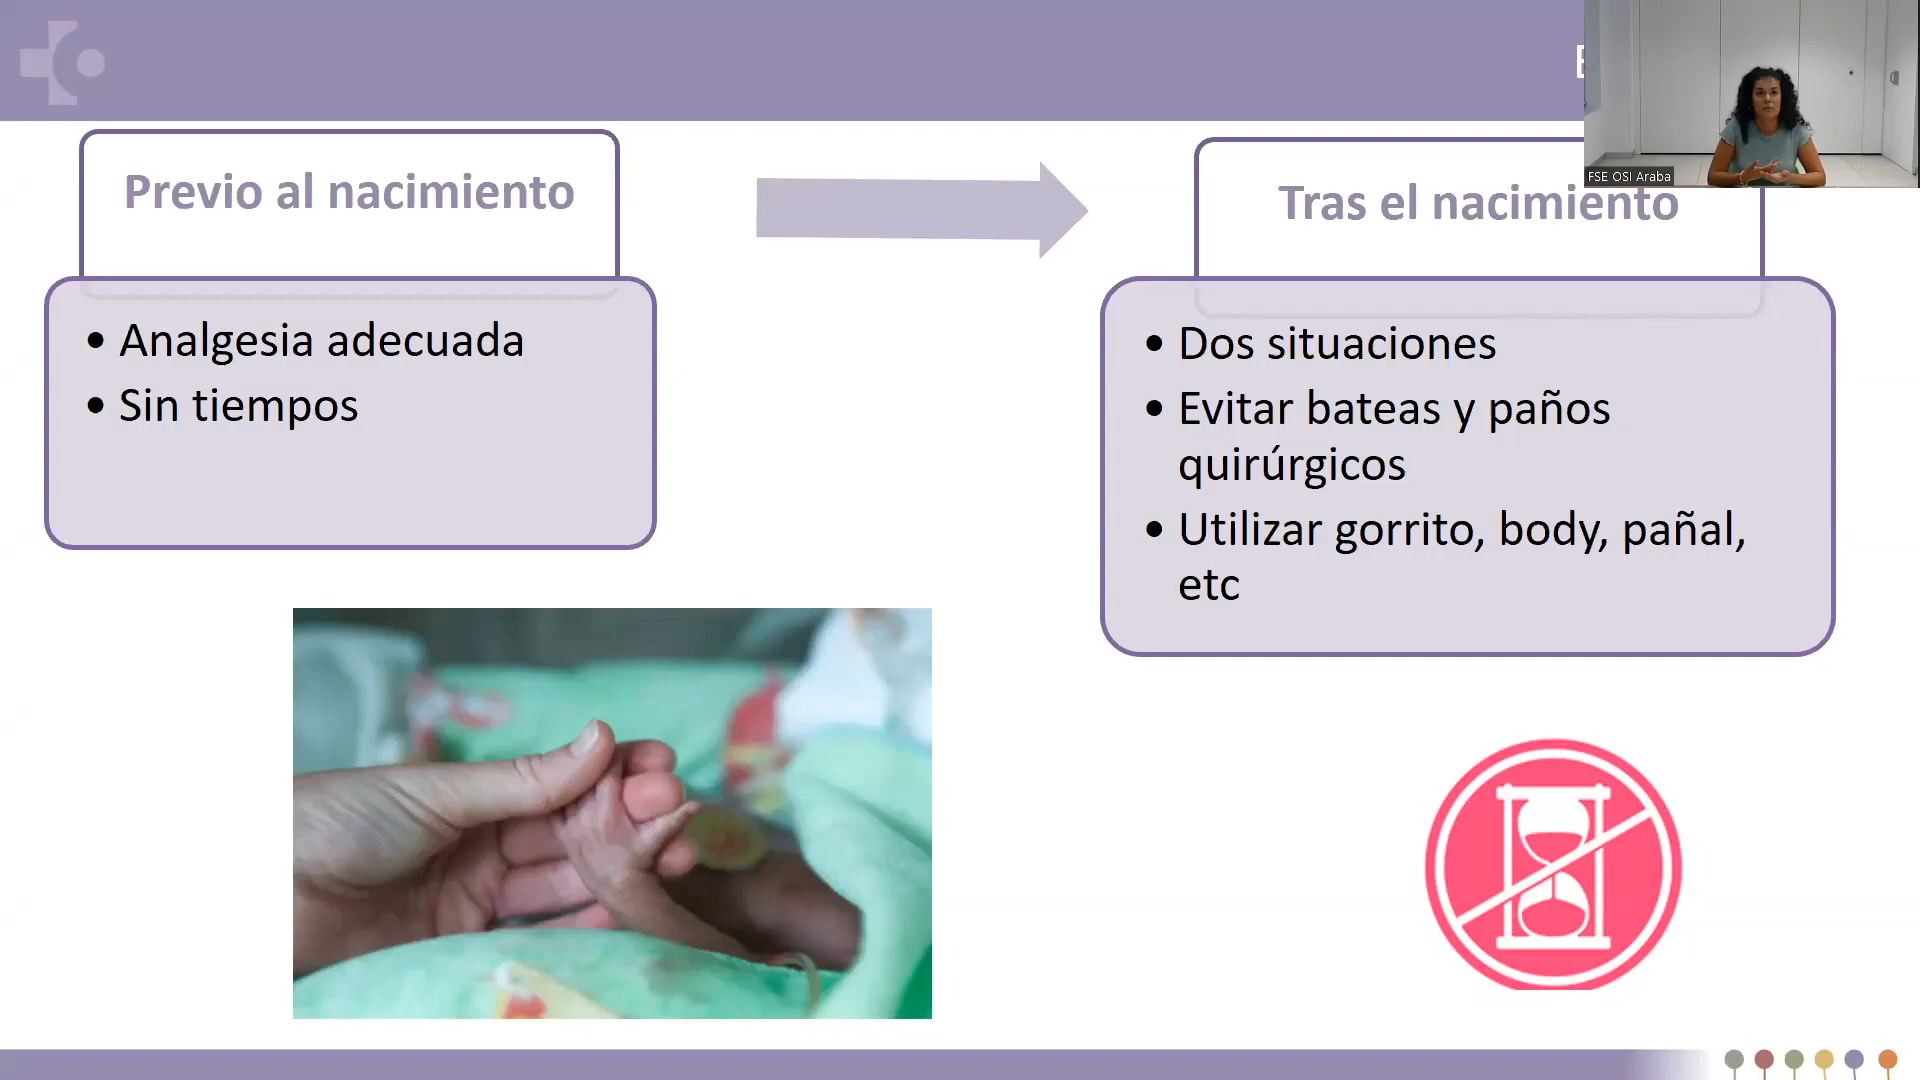 FSE OSI Araba
Previo al nacimiento
Tras el nacimiento
• Analgesia adecuada
• Sin tiempos
• Dos situaciones
• Evitar bateas y paños
quirúrgicos
• Utilizar gorrito, body, pañal,
etc